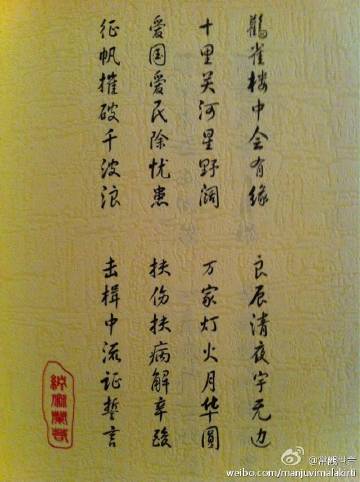 鹳雀楼中会有缘 良辰清夜宇无边
十里关河星野阔 万家灯火月华圆
爱国爱民除忧患 扶伤扶病解辛酸
征帆摧破千波浪 击楫中流证誓言
weibo.com/manjuvimalakirti